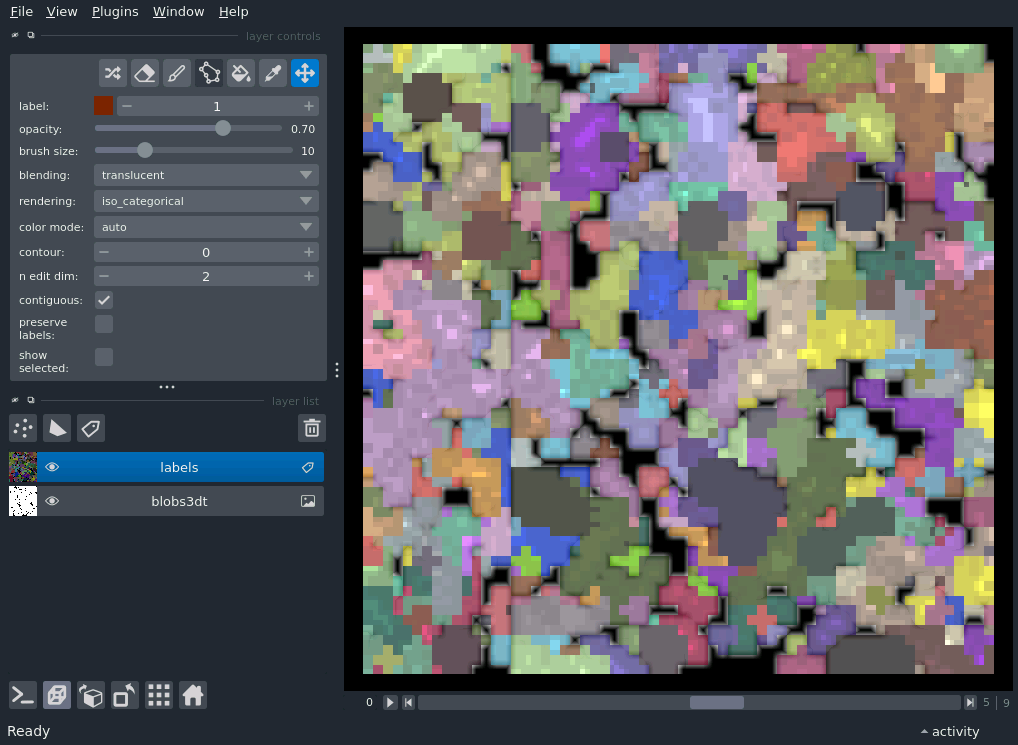 File View Plugins Window Help
layer controls
label: 1
opacity: 0.70
brush size: 10
blending: translucent
rendering: iso_categorical
color mode: auto
contour: 0
n edit dim: 2
contiguous:
preserve
labels:
show
selected:
layer list
labels
blobs3dt
0 5 9
Ready activity